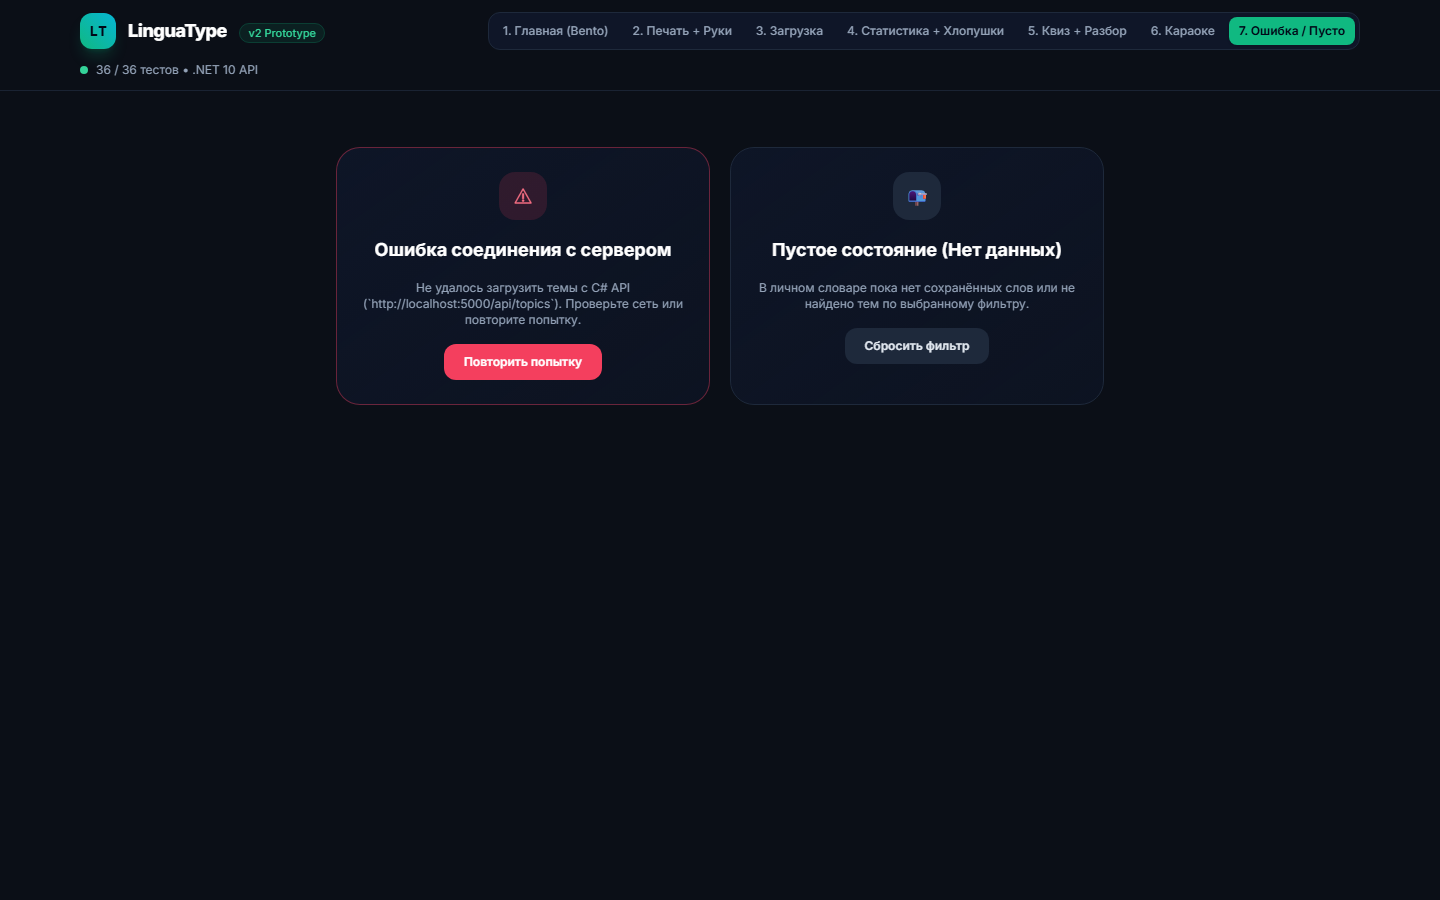 LT
LinguaType
v2 Prototype
1. Главная (Bento)
2. Печать + Руки
3. Загрузка
4. Статистика + Хлопушки
5. Квиз + Разбор
6. Караоке
7. Ошибка / Пусто
36 / 36 тестов • .NET 10 API
Ошибка соединения с сервером
Не удалось загрузить темы с C# API
(`http://localhost:5000/api/topics`). Проверьте сеть или
повторите попытку.
Повторить попытку
Пустое состояние (Нет данных)
В личном словаре пока нет сохранённых слов или не
найдено тем по выбранному фильтру.
Сбросить фильтр